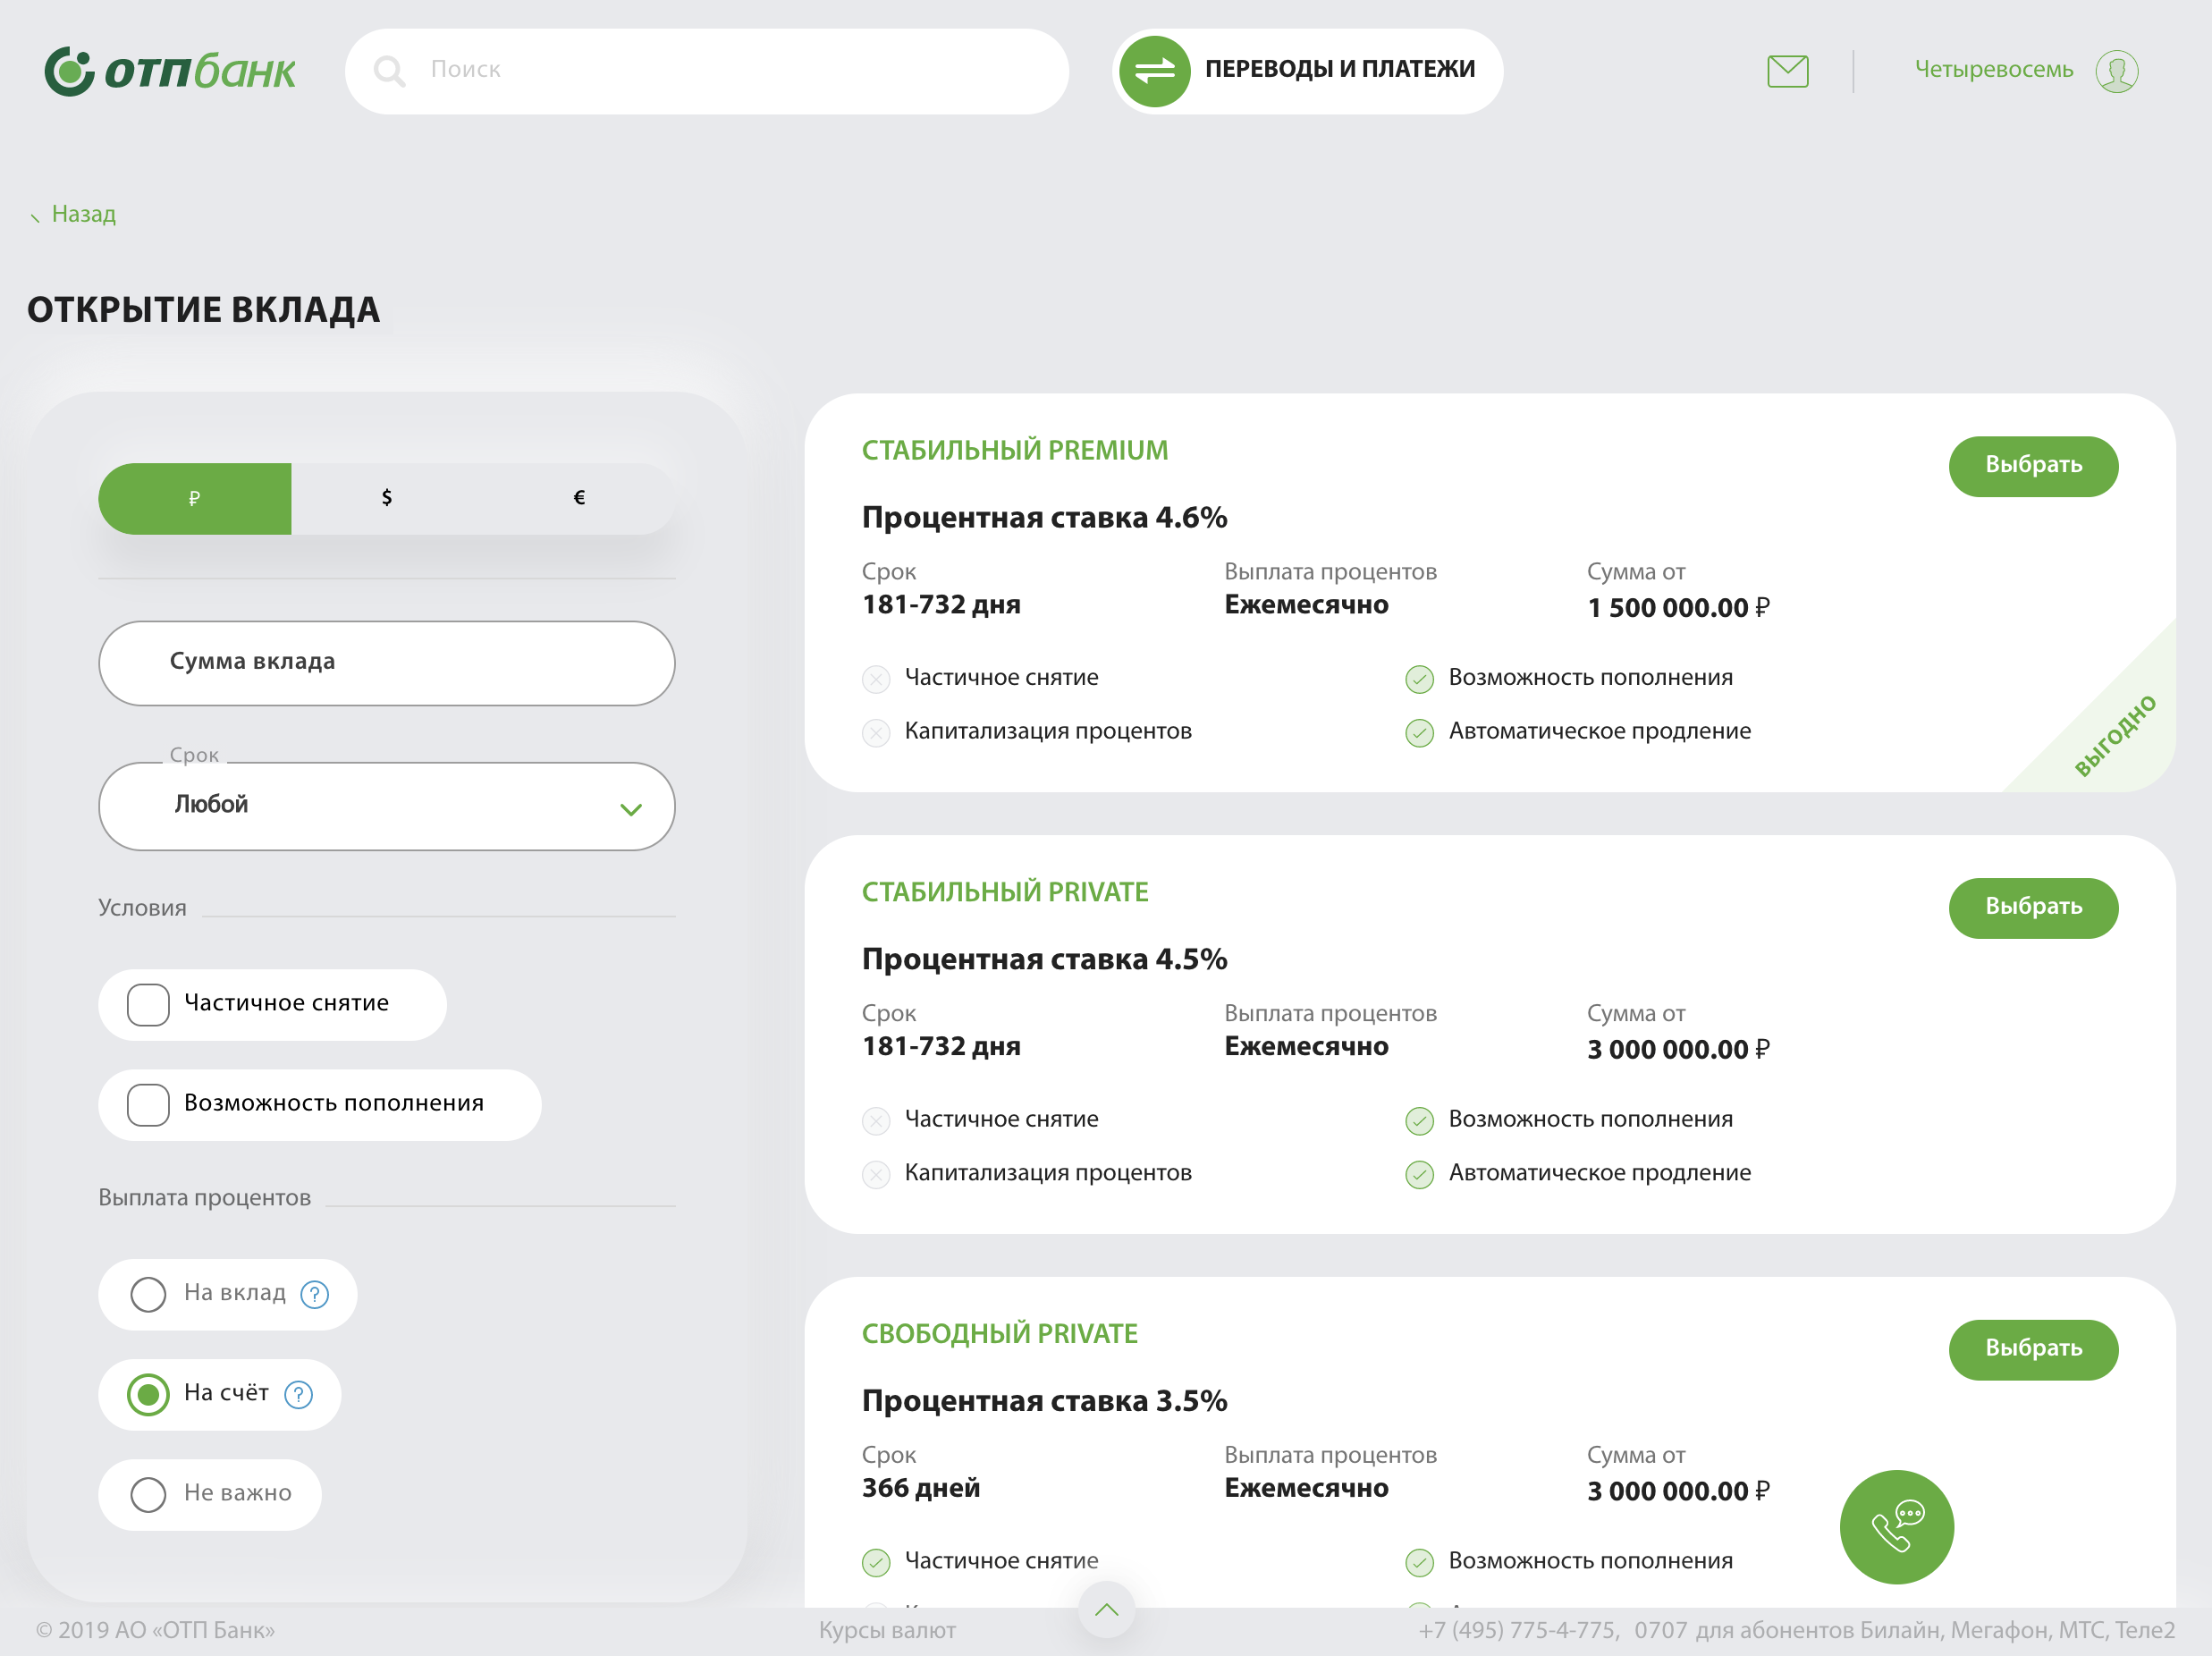 отпбанк
Поиск
ПЕРЕВОДЫ И ПЛАТЕЖИ
Четыревосемь
Назад
ОТКРЫТИЕ ВКЛАДА
₽ $ €
Сумма вклада
Срок
Любой
Условия
Частичное снятие
Возможность пополнения
Выплата процентов
На вклад ?
На счёт ?
Не важно
СТАБИЛЬНЫЙ PREMIUM
Выбрать
Процентная ставка 4.6%
Срок Выплата процентов Сумма от
181-732 дня Ежемесячно 1 500 000.00 ₽
Частичное снятие Возможность пополнения
Капитализация процентов Автоматическое продление
ВЫГОДНО
СТАБИЛЬНЫЙ PRIVATE
Выбрать
Процентная ставка 4.5%
Срок Выплата процентов Сумма от
181-732 дня Ежемесячно 3 000 000.00 ₽
Частичное снятие Возможность пополнения
Капитализация процентов Автоматическое продление
СВОБОДНЫЙ PRIVATE
Выбрать
Процентная ставка 3.5%
Срок Выплата процентов Сумма от
366 дней Ежемесячно 3 000 000.00 ₽
Частичное снятие Возможность пополнения
© 2019 АО «ОТП Банк» Курсы валют +7 (495) 775-4-775, 0707 для абонентов Билайн, Мегафон, МТС, Теле2